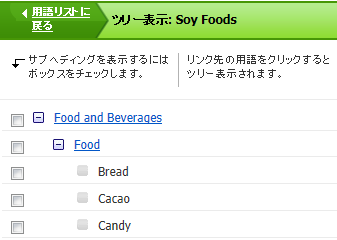 用語リストに
戻る
ツリー表示: Soy Foods
サブヘディングを表示するには
ボックスをチェックします。
リンク先の用語をクリックすると
ツリー表示されます。
Food and Beverages
Food
Bread
Cacao
Candy